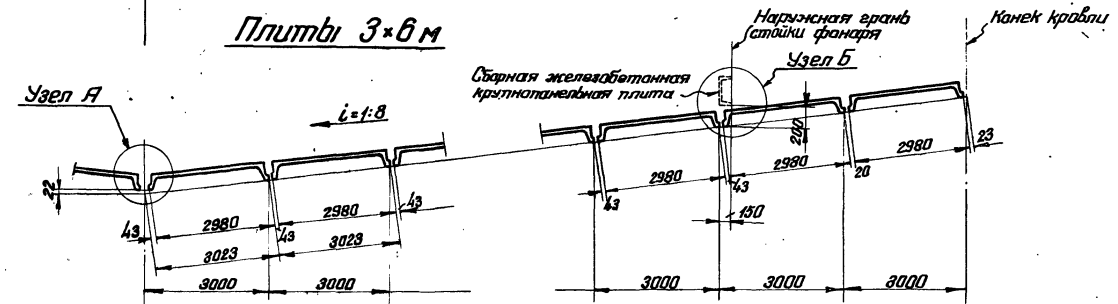 Плиты 3×6 м
Наружная грань
стойки фонаря
Конек кровли
Узел Б
Сборная железобетонная
крупнопанельная плита
Узел А
i=1:8
200
22
2980
2980
2980
23
2980
2980
20
43
43
43
43
43
150
3023
3023
3000
3000
3000
3000
3000